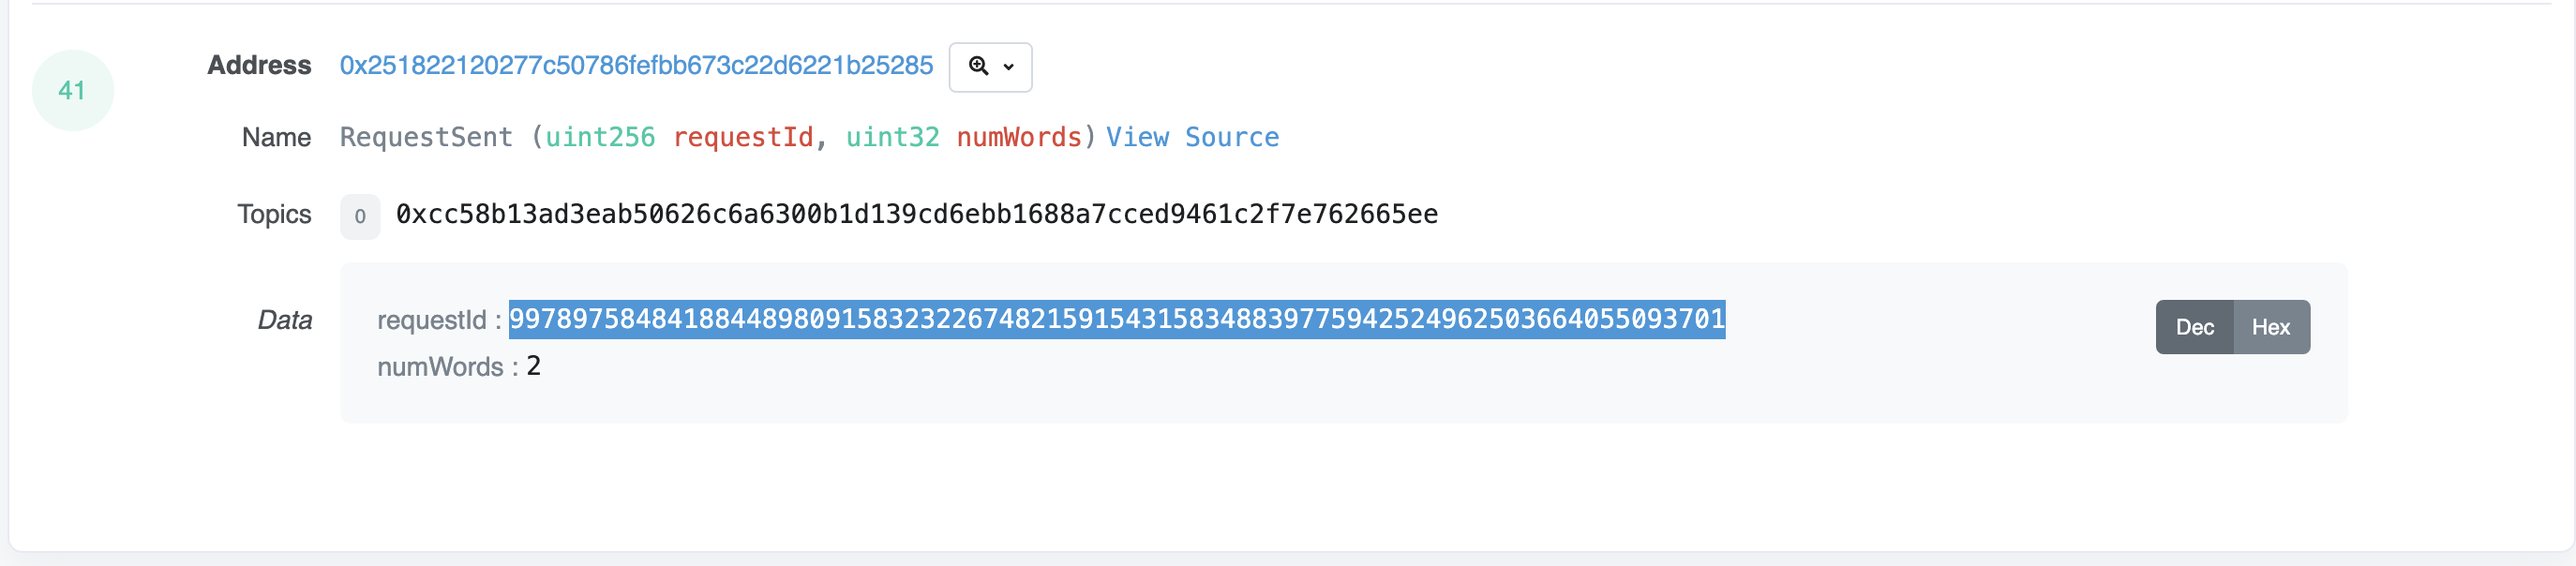 41
Address 0x251822120277c50786fefbb673c22d6221b25285
Name RequestSent (uint256 requestId, uint32 numWords) View Source
Topics 0 0xcc58b13ad3eab50626c6a6300b1d139cd6ebb1688a7cced9461c2f7e762665ee
Data requestId : 99789758484188448980915832322674821591543158348839775942524962503664055093701
numWords : 2
Dec Hex